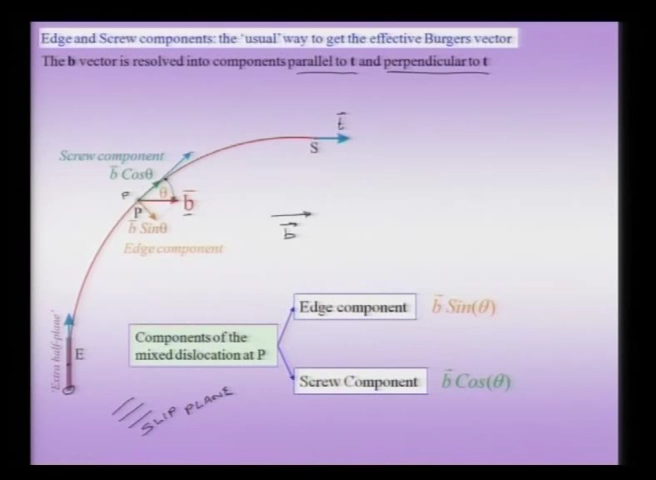 Edge and Screw components: the 'usual' way to get the effective Burgers vector
The b vector is resolved into components parallel to t and perpendicular to t
t
S
Screw component
b Cosθ
P
θ
b
P
b Sinθ
Edge component
b
Edge component
b Sin(θ)
Components of the
mixed dislocation at P
'Extra half-plane'
E
Screw Component
b Cos(θ)
SLIP PLANE